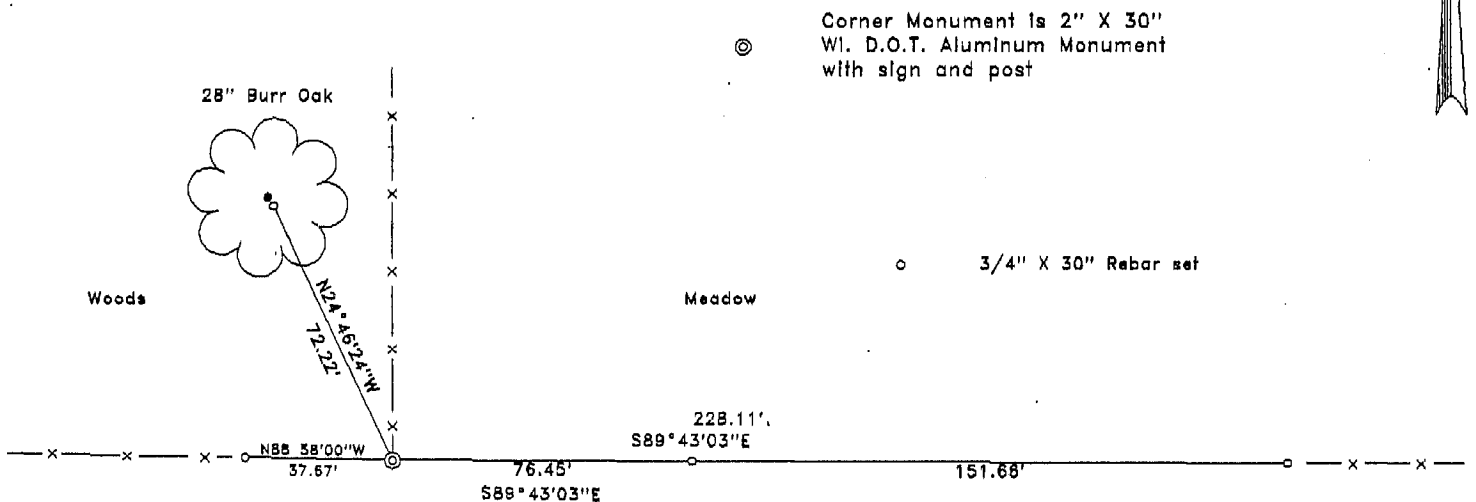 Corner Monument is 2" X 30"
WI. D.O.T. Aluminum Monument
with sign and post
28" Burr Oak
3/4" X 30" Rebar set
Woods
Meadow
N24°46'24"W
72.22'
228.11'
S89°43'03"E
N88 38'00"W
37.67'
76.45'
151.66'
S89°43'03"E